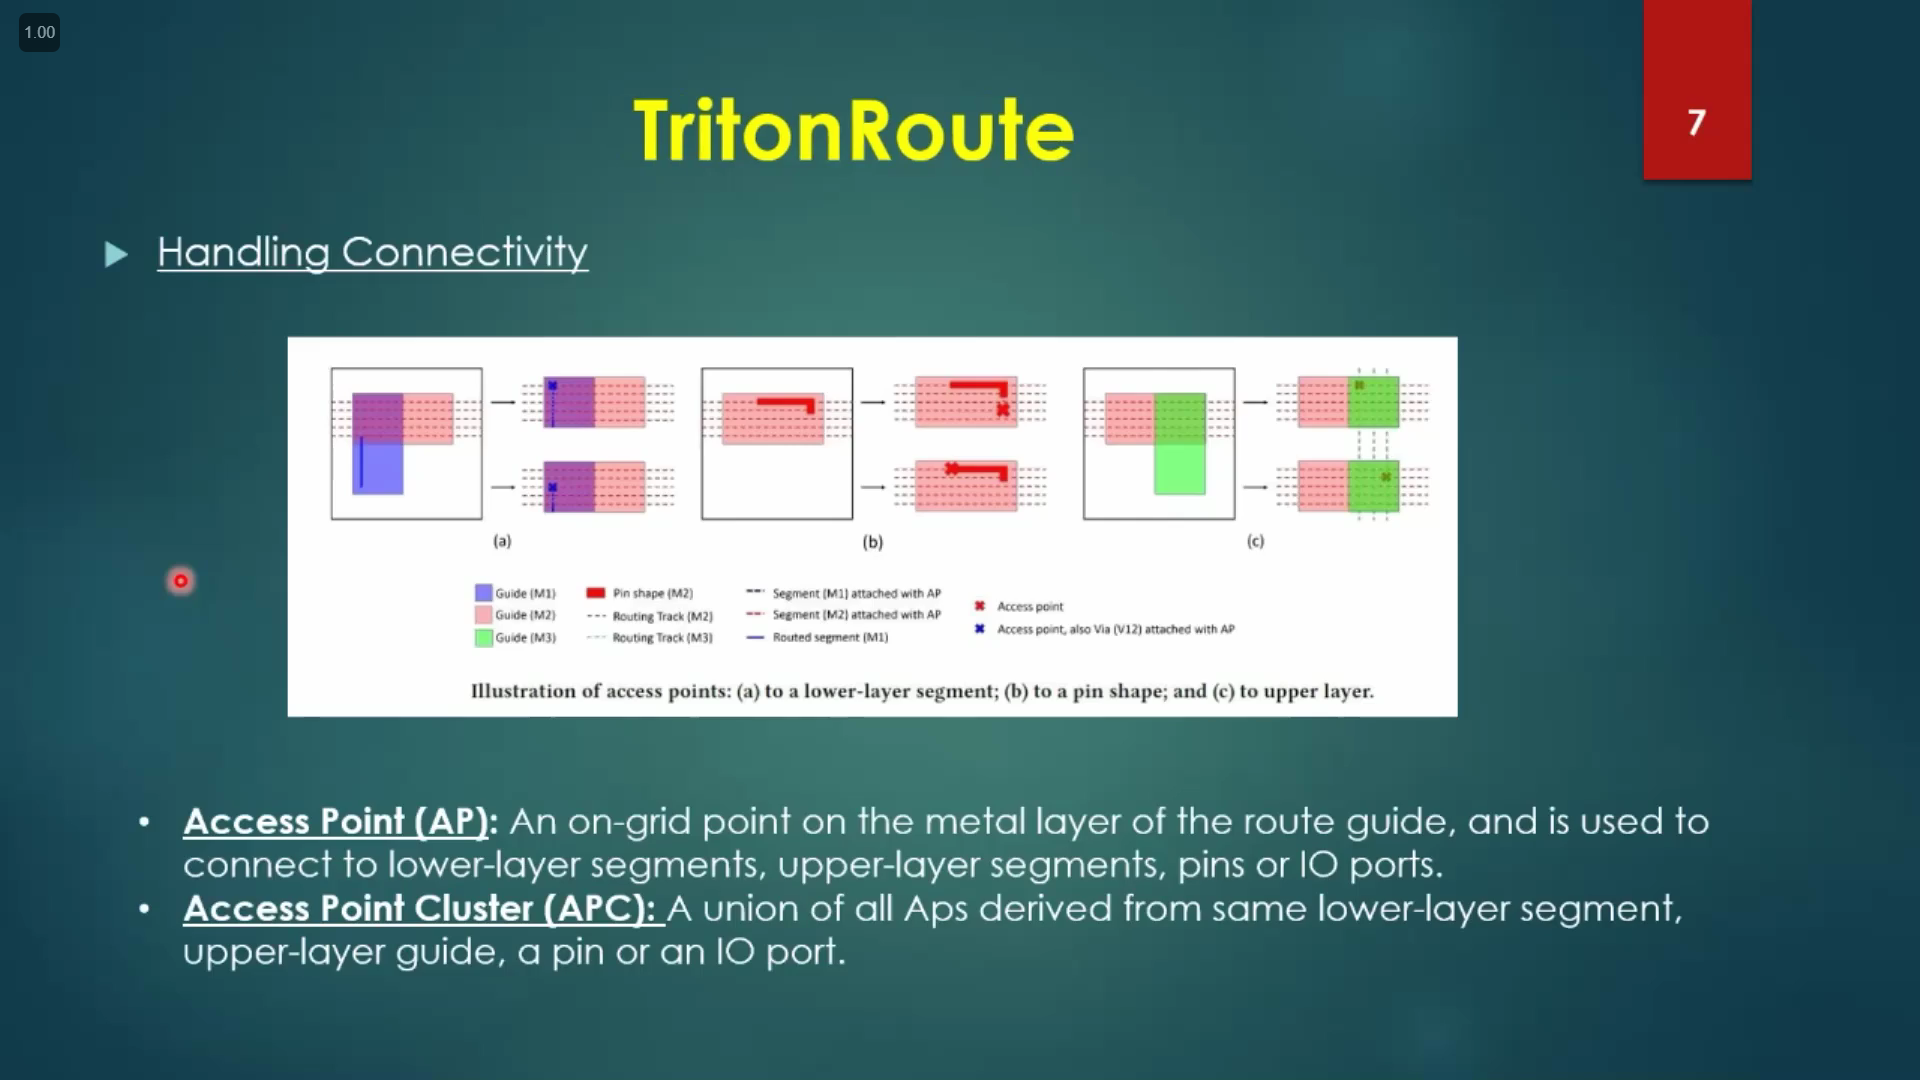 1.00
7
TritonRoute
Handling Connectivity
(a)
(b)
(c)
Guide (M1)
Guide (M2)
Guide (M3)
Pin shape (M2)
Routing Track (M2)
Routing Track (M3)
Segment (M1) attached with AP
Segment (M2) attached with AP
Routed segment (M1)
Access point
Access point, also Via (V12) attached with AP
Illustration of access points: (a) to a lower-layer segment; (b) to a pin shape; and (c) to upper layer.
• Access Point (AP): An on-grid point on the metal layer of the route guide, and is used to
connect to lower-layer segments, upper-layer segments, pins or IO ports.
• Access Point Cluster (APC): A union of all Aps derived from same lower-layer segment,
upper-layer guide, a pin or an IO port.